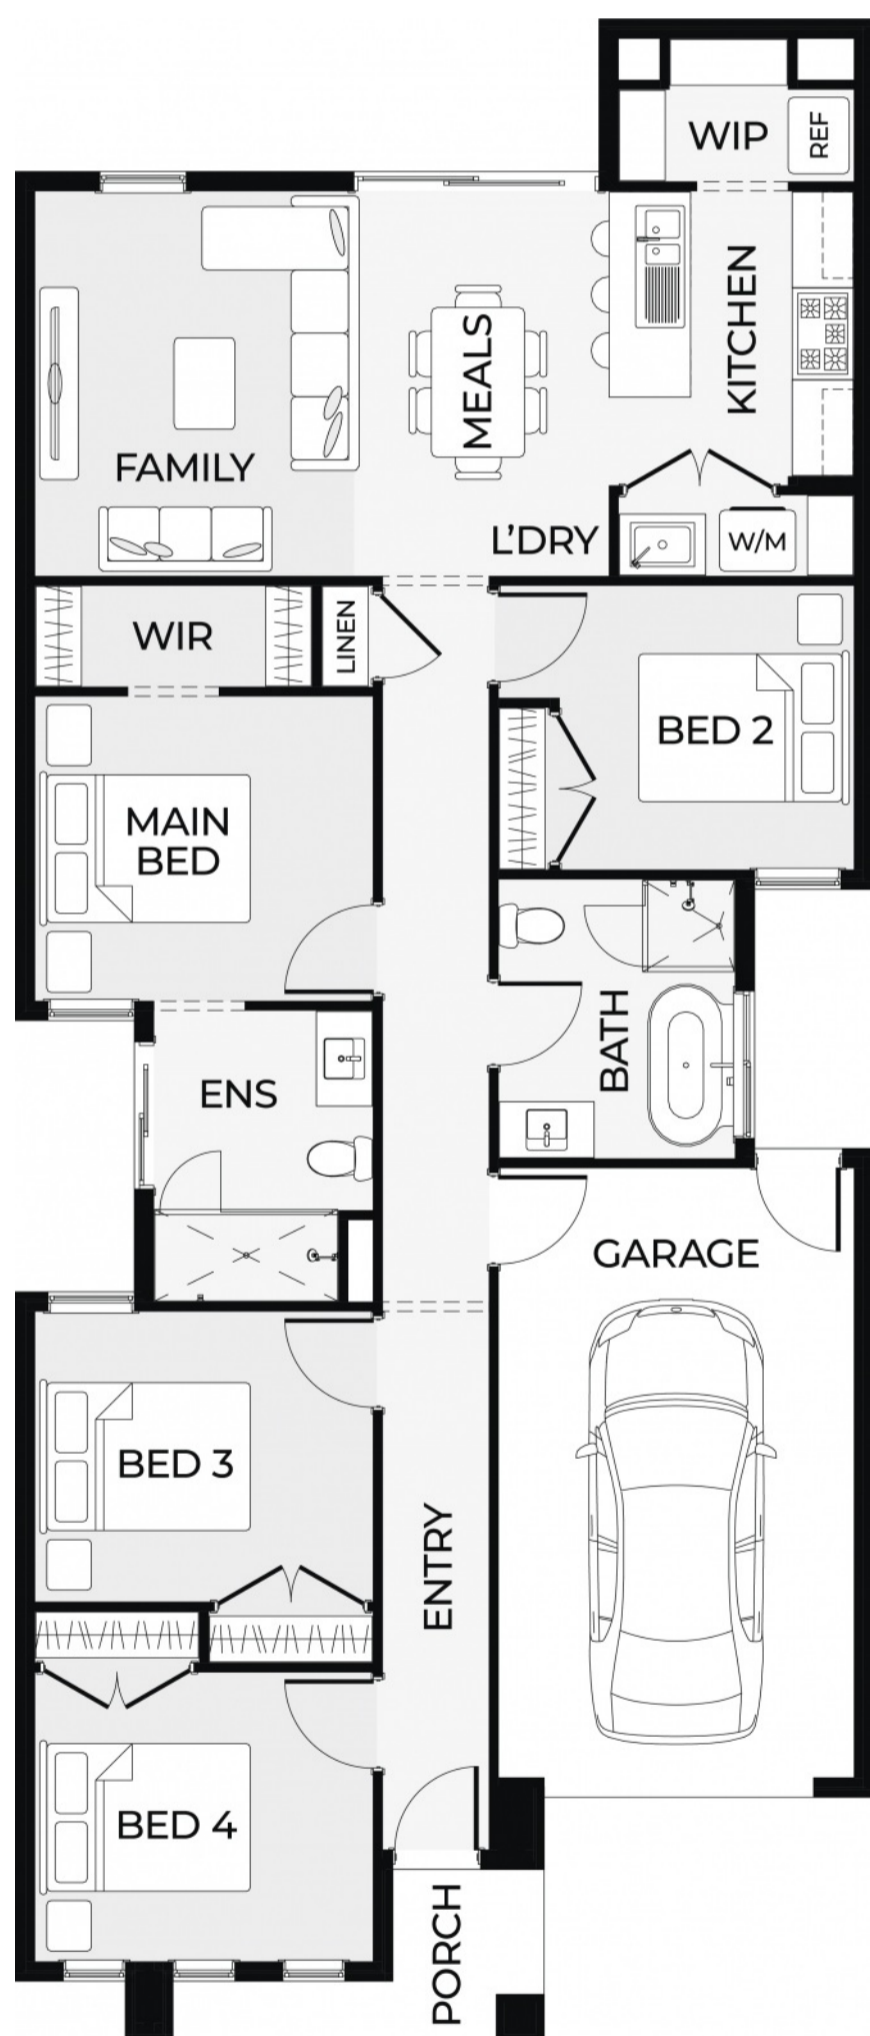 WIP
REF
KITCHEN
MEALS
FAMILY
L'DRY
W/M
WIR
LINEN
BED 2
MAIN
BED
BATH
ENS
GARAGE
BED 3
ENTRY
BED 4
PORCH